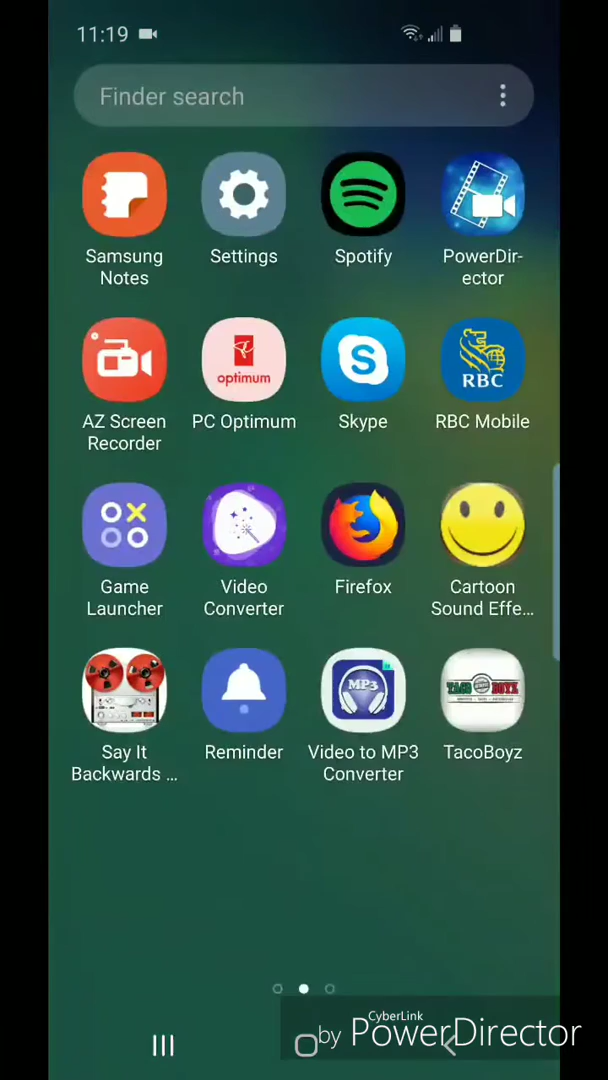 11:19
Finder search
Samsung
Notes
Settings
Spotify
PowerDir-
ector
optimum
RBC
AZ Screen
Recorder
PC Optimum
Skype
RBC Mobile
Game
Launcher
Video
Converter
Firefox
Cartoon
Sound Effe...
MP3
TACO BOYZ
Say It
Backwards ...
Reminder
Video to MP3
Converter
TacoBoyz
CyberLink
by PowerDirector